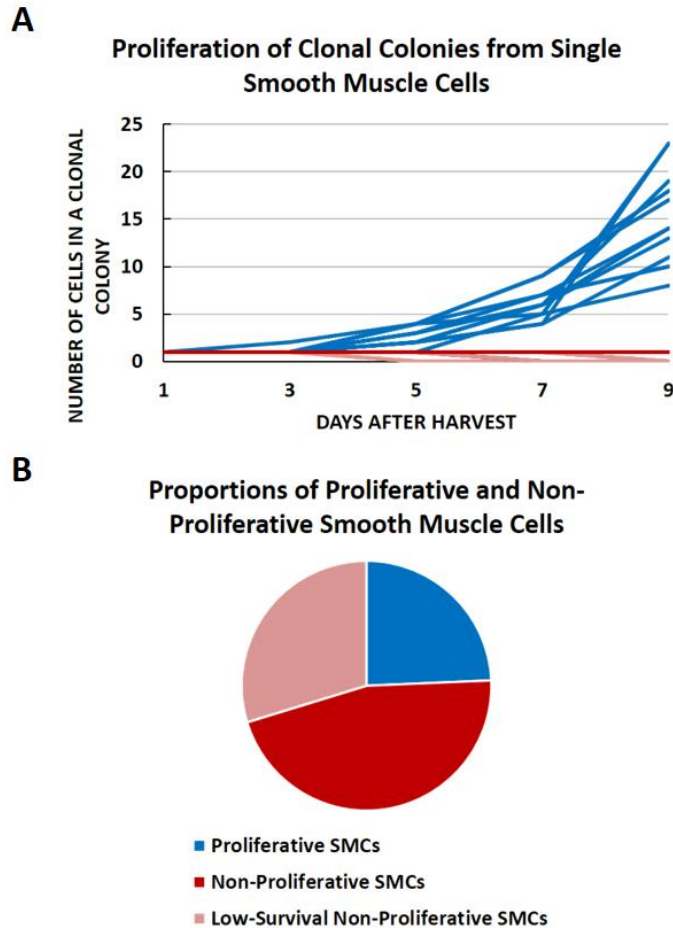 A
Proliferation of Clonal Colonies from Single
Smooth Muscle Cells
NUMBER OF CELLS IN A CLONAL
COLONY
25
20
15
10
5
0
1 3 5 7 9
DAYS AFTER HARVEST
B
Proportions of Proliferative and Non-
Proliferative Smooth Muscle Cells
Proliferative SMCs
Non-Proliferative SMCs
Low-Survival Non-Proliferative SMCs